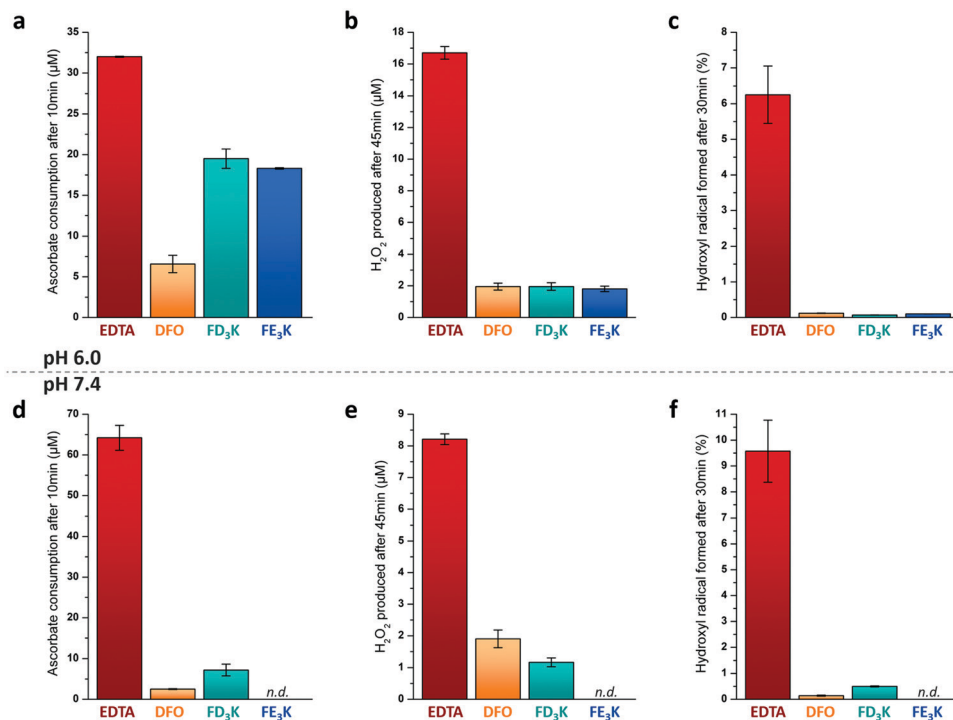 a
Ascorbate consumption after 10min (µM)
35
30
25
20
15
10
5
0
EDTA DFO FD₃K FE₃K
b
H₂O₂ produced after 45min (µM)
18
16
14
12
10
8
6
4
2
0
EDTA DFO FD₃K FE₃K
c
Hydroxyl radical formed after 30min (%)
8
7
6
5
4
3
2
1
0
EDTA DFO FD₃K FE₃K
pH 6.0
pH 7.4
d
Ascorbate consumption after 10min (µM)
70
60
50
40
30
20
10
0
n.d.
EDTA DFO FD₃K FE₃K
e
H₂O₂ produced after 45min (µM)
9
8
7
6
5
4
3
2
1
0
n.d.
EDTA DFO FD₃K FE₃K
f
Hydroxyl radical formed after 30min (%)
11
10
9
8
7
6
5
4
3
2
1
0
n.d.
EDTA DFO FD₃K FE₃K